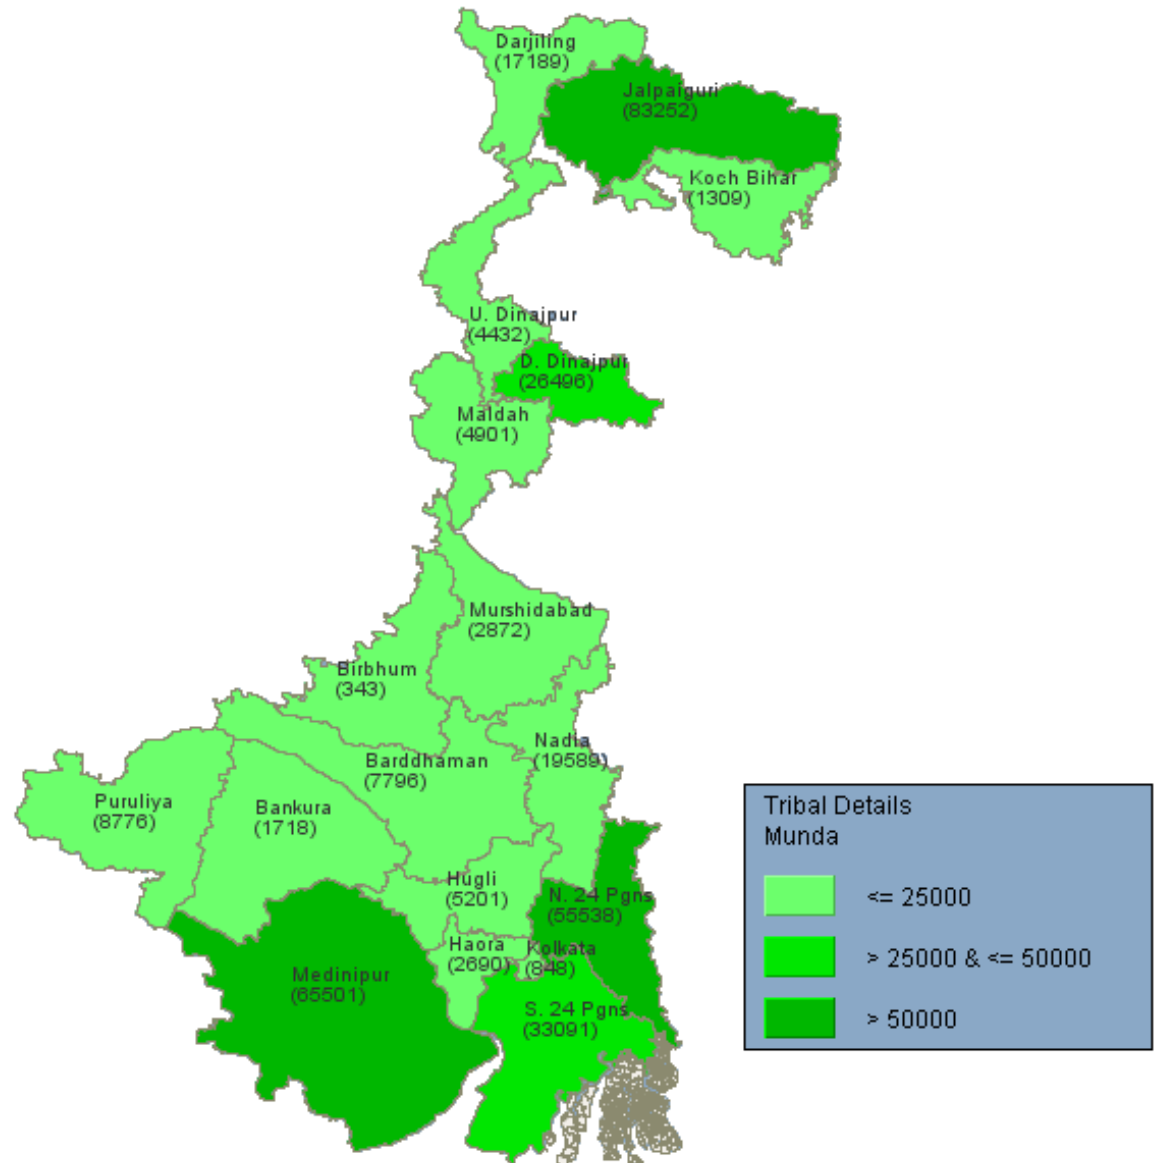 Darjiling
(17189)
Jalpaiguri
(83252)
Koch Bihar
(1309)
U. Dinajpur
(4432)
D. Dinajpur
(26496)
Maldah
(4901)
Murshidabad
(2872)
Birbhum
(343)
Nadia
(19589)
Barddhaman
(7796)
Puruliya
(8776)
Bankura
(1718)
Hugli
(5201)
N. 24 Pgns
(55538)
Haora
(2690)
Kolkata
(848)
Medinipur
(65501)
S. 24 Pgns
(33091)
Tribal Details
Munda
<= 25000
> 25000 & <= 50000
> 50000